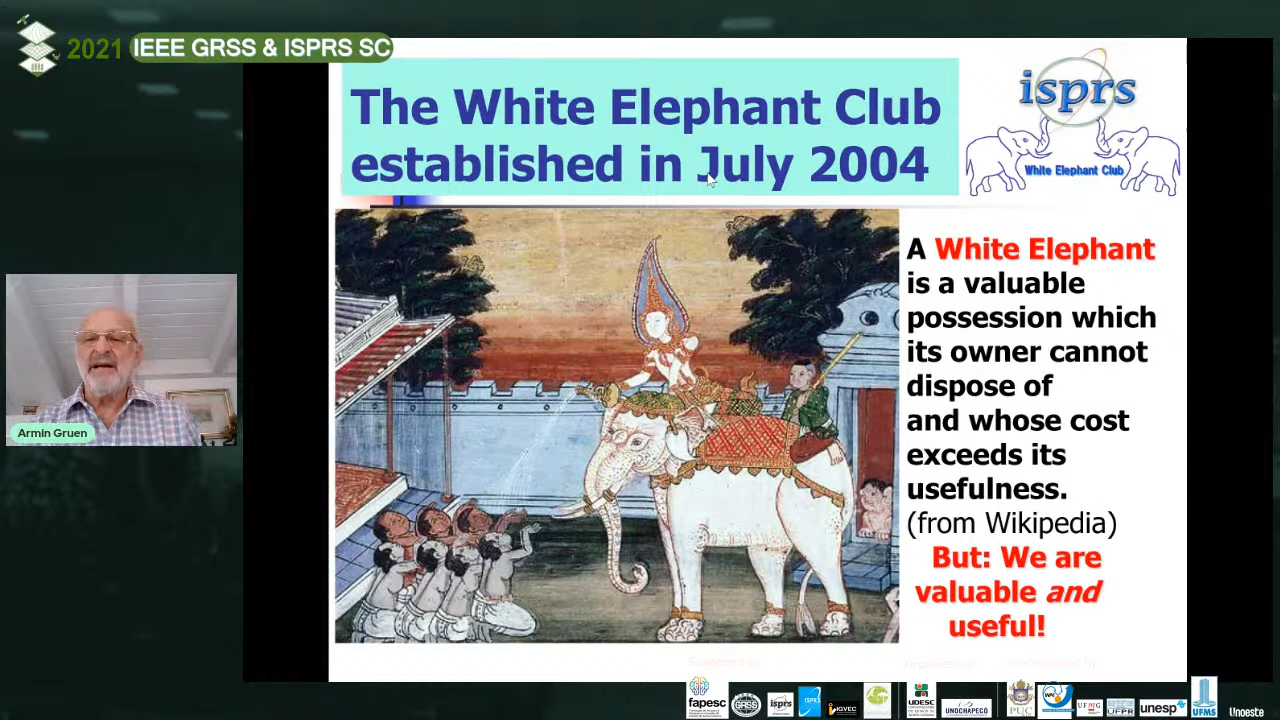 2021 IEEE GRSS & ISPRS SC
The White Elephant Club
established in July 2004
isprs
White Elephant Club
A White Elephant
is a valuable
possession which
its owner cannot
dispose of
and whose cost
exceeds its
usefulness.
(from Wikipedia)
But: We are
valuable and
useful!
Armin Gruen
fapesc
GRSS
isprs
ISPRS
IGVEC
UDESC
UNOCHAPECÓ
PUC
UFMG
UFPR
unesp
UFMS
Unoeste